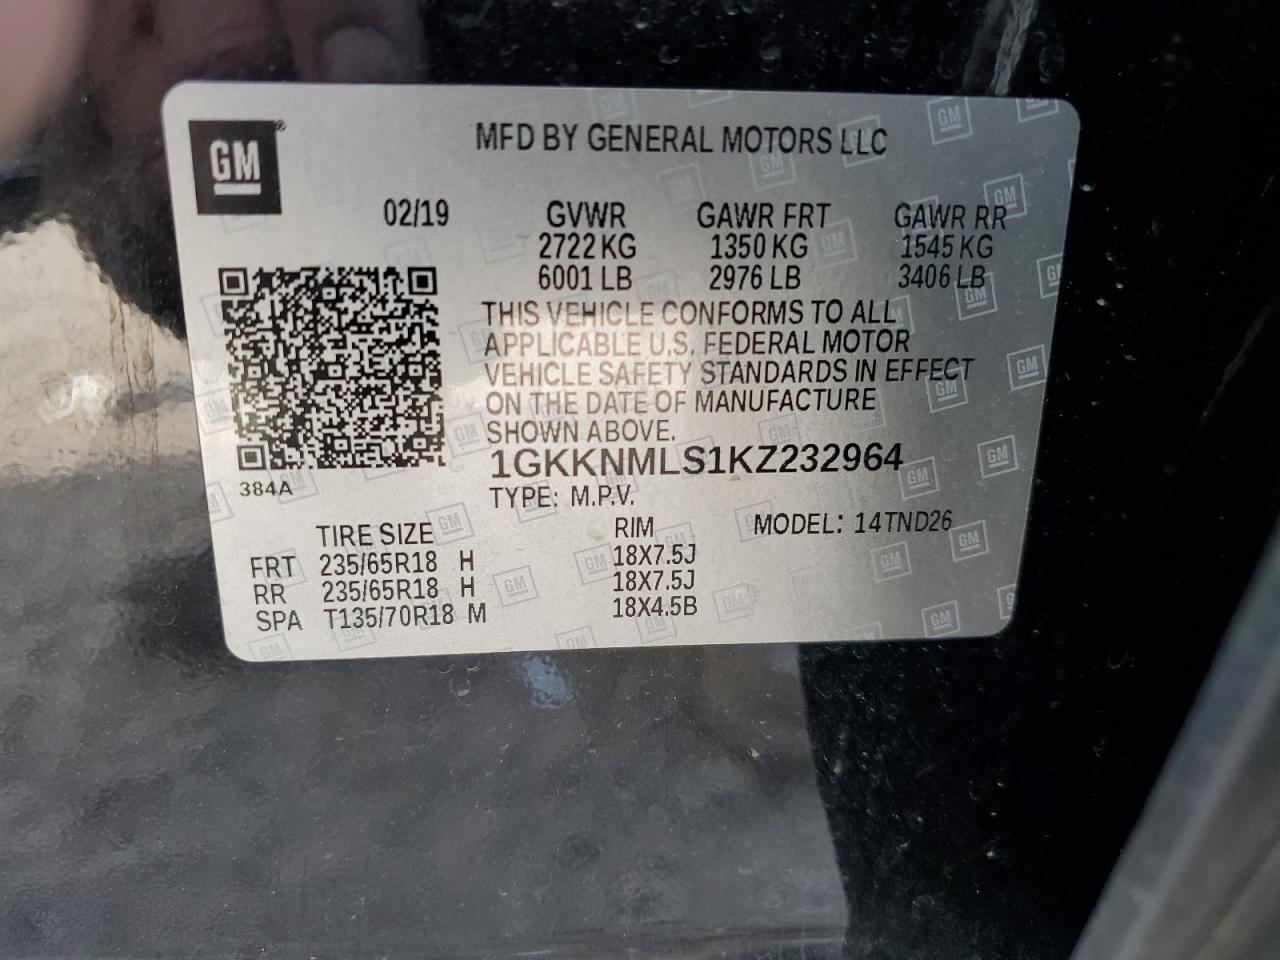 GM
MFD BY GENERAL MOTORS LLC
02/19 GVWR GAWR FRT GAWR RR
2722 KG 1350 KG 1545 KG
6001 LB 2976 LB 3406 LB
THIS VEHICLE CONFORMS TO ALL
APPLICABLE U.S. FEDERAL MOTOR
VEHICLE SAFETY STANDARDS IN EFFECT
ON THE DATE OF MANUFACTURE
SHOWN ABOVE.
1GKKNMLS1KZ232964
384A
TYPE: M.P.V.
TIRE SIZE RIM MODEL: 14TND26
FRT 235/65R18 H 18X7.5J
RR 235/65R18 H 18X7.5J
SPA T135/70R18 M 18X4.5B